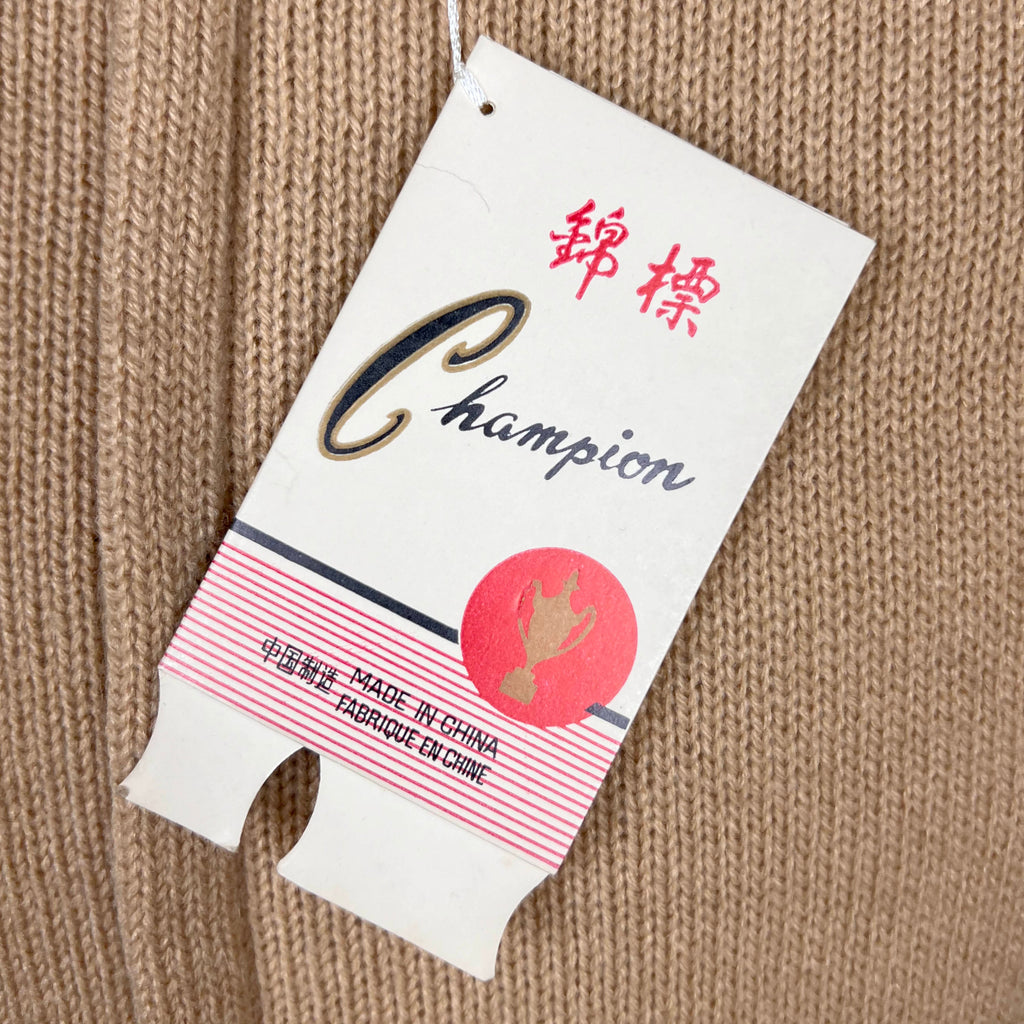 錦標
Champion
中国制造 MADE IN CHINA
FABRIQUE EN CHINE